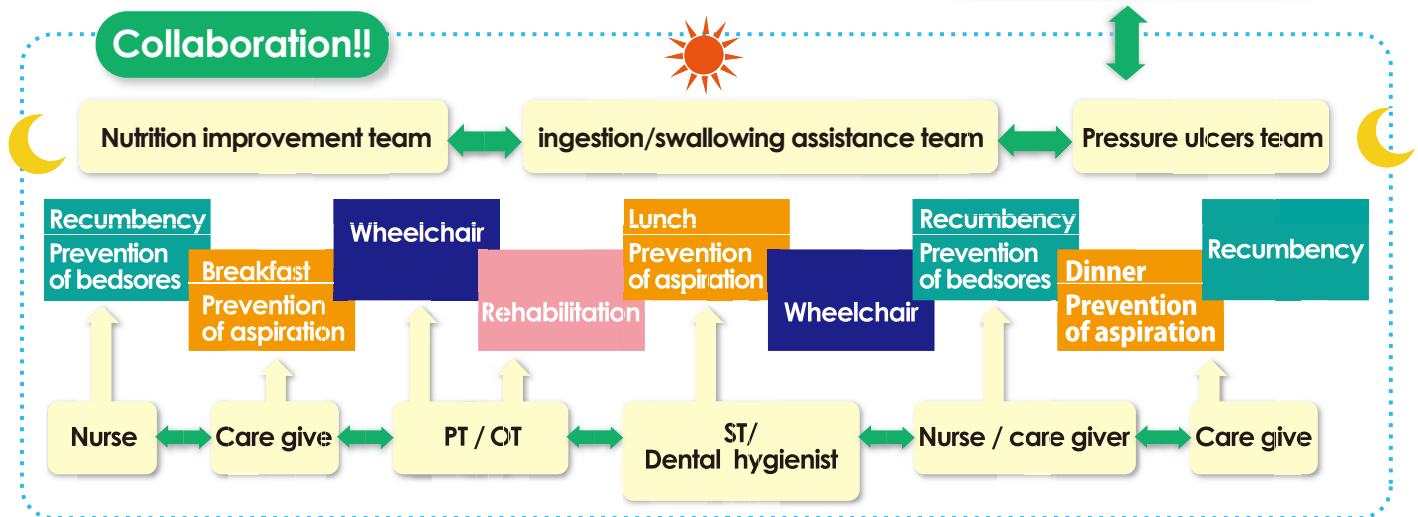 Collaboration!!
Nutrition improvement team
ingestion/swallowing assistance team
Pressure ulcers team
Recumbency
Prevention
of bedsores
Breakfast
Prevention
of aspiration
Wheelchair
Rehabilitation
Lunch
Prevention
of aspiration
Wheelchair
Recumbency
Prevention
of bedsores
Dinner
Prevention
of aspiration
Recumbency
Nurse
Care give
PT / OT
ST/
Dental hygienist
Nurse / care giver
Care give